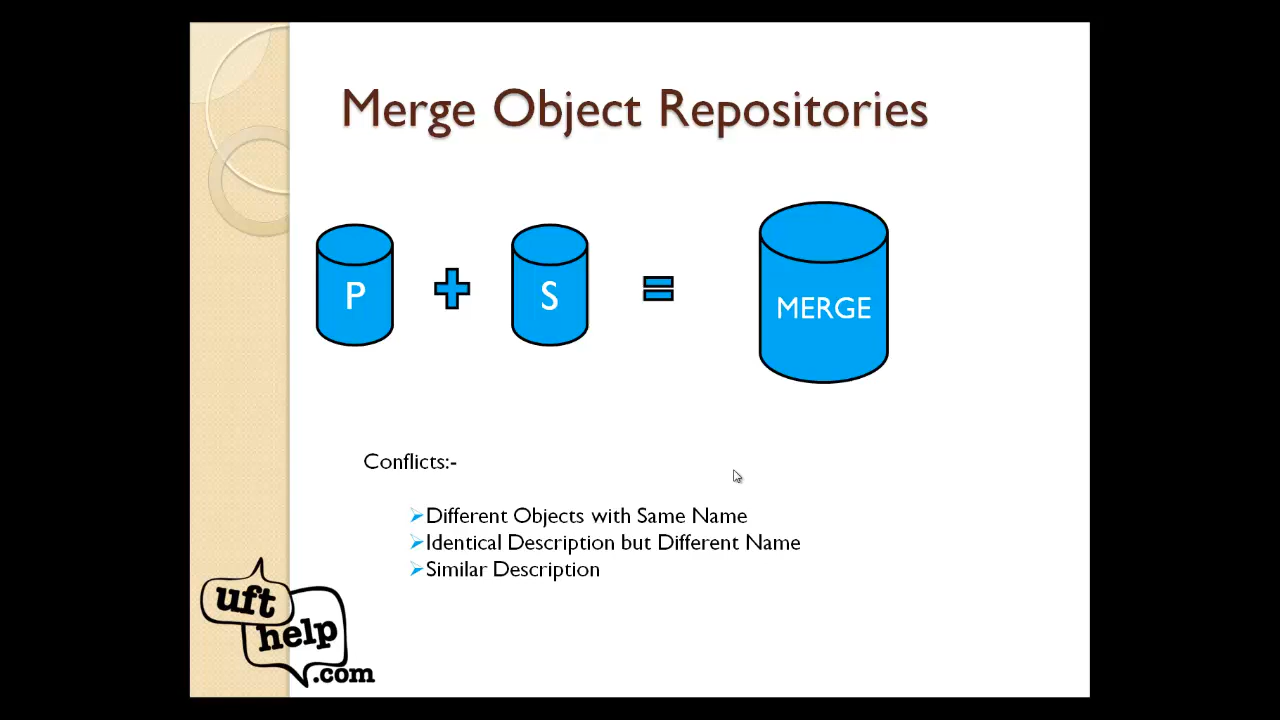 Merge Object Repositories
P
S
MERGE
Conflicts:-
Different Objects with Same Name
Identical Description but Different Name
Similar Description
uft
help
.com